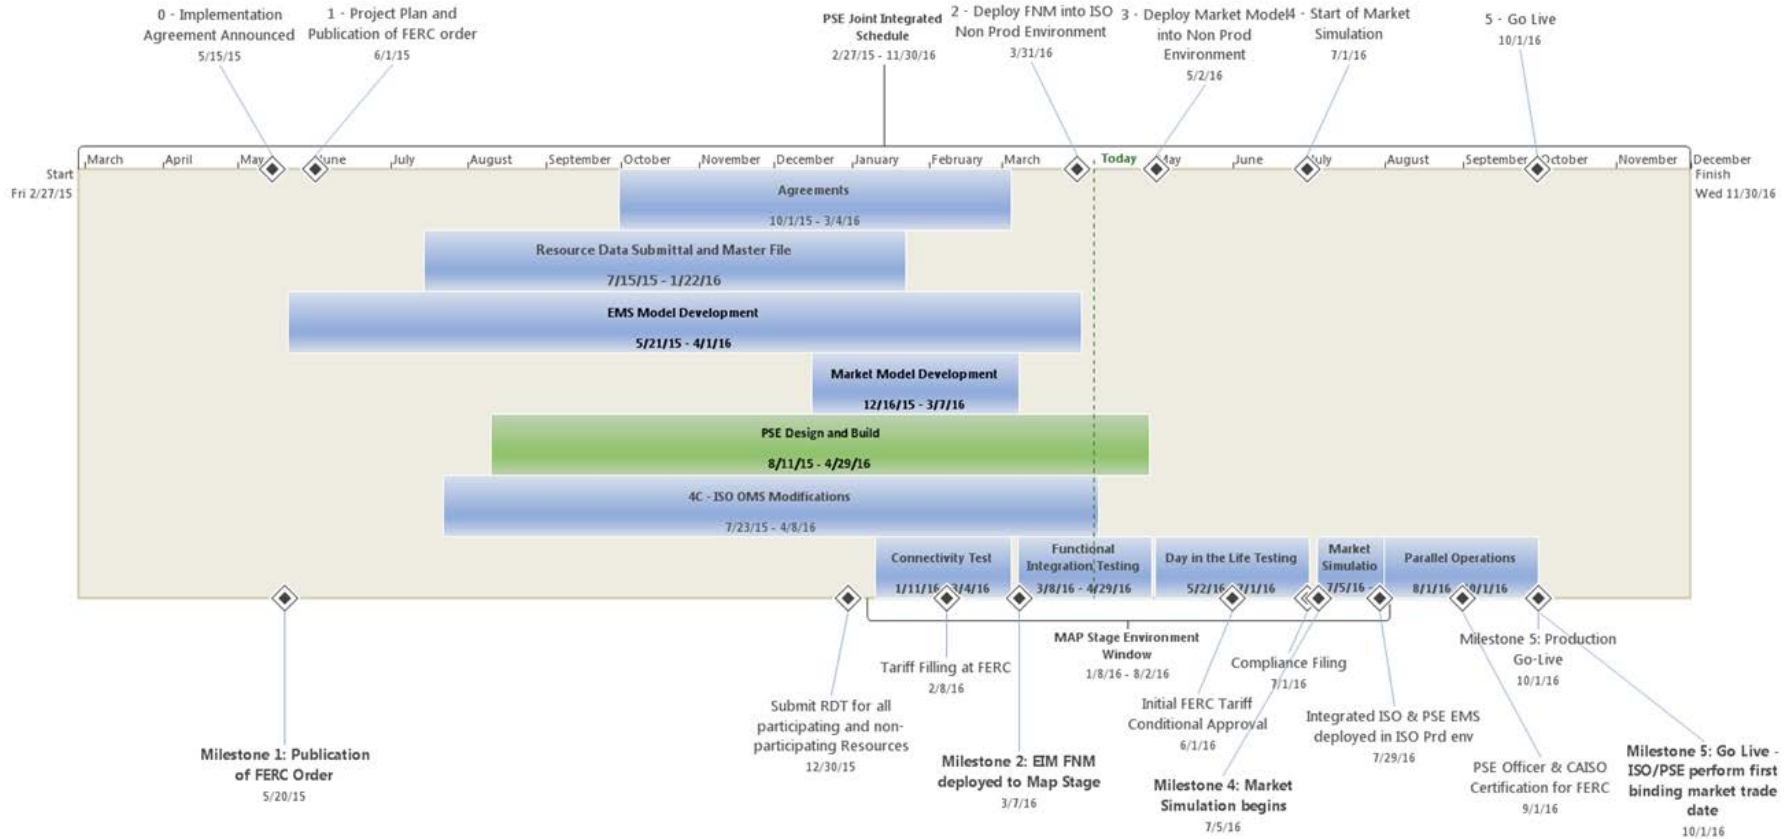 0 - Implementation
Agreement Announced
5/15/15
1 - Project Plan and
Publication of FERC order
6/1/15
PSE Joint Integrated
Schedule
2/27/15 - 11/30/16
2 - Deploy FNM into ISO
Non Prod Environment
3/31/16
3 - Deploy Market Model
into Non Prod
Environment
5/2/16
4 - Start of Market
Simulation
7/1/16
5 - Go Live
10/1/16
Start
Fri 2/27/15
March April May June July August September October November December January February March Today May June July August September October November December
Finish
Wed 11/30/16
Agreements
10/1/15 - 3/4/16
Resource Data Submittal and Master File
7/15/15 - 1/22/16
EMS Model Development
5/21/15 - 4/1/16
Market Model Development
12/16/15 - 3/7/16
PSE Design and Build
8/11/15 - 4/29/16
4C - ISO OMS Modifications
7/23/15 - 4/8/16
Connectivity Test
1/11/16 3/4/16
Functional
Integration Testing
3/8/16 - 4/29/16
Day in the Life Testing
5/2/16 7/1/16
Market
Simulatio
7/5/16 -
Parallel Operations
8/1/16 0/1/16
MAP Stage Environment
Window
1/8/16 - 8/2/16
Milestone 1: Publication
of FERC Order
5/20/15
Submit RDT for all
participating and non-
participating Resources
12/30/15
Tariff Filling at FERC
2/8/16
Milestone 2: EIM FNM
deployed to Map Stage
3/7/16
Initial FERC Tariff
Conditional Approval
6/1/16
Compliance Filing
7/1/16
Milestone 4: Market
Simulation begins
7/5/16
Integrated ISO & PSE EMS
deployed in ISO Prd env
7/29/16
PSE Officer & CAISO
Certification for FERC
9/1/16
Milestone 5: Production
Go-Live
10/1/16
Milestone 5: Go Live -
ISO/PSE perform first
binding market trade
date
10/1/16